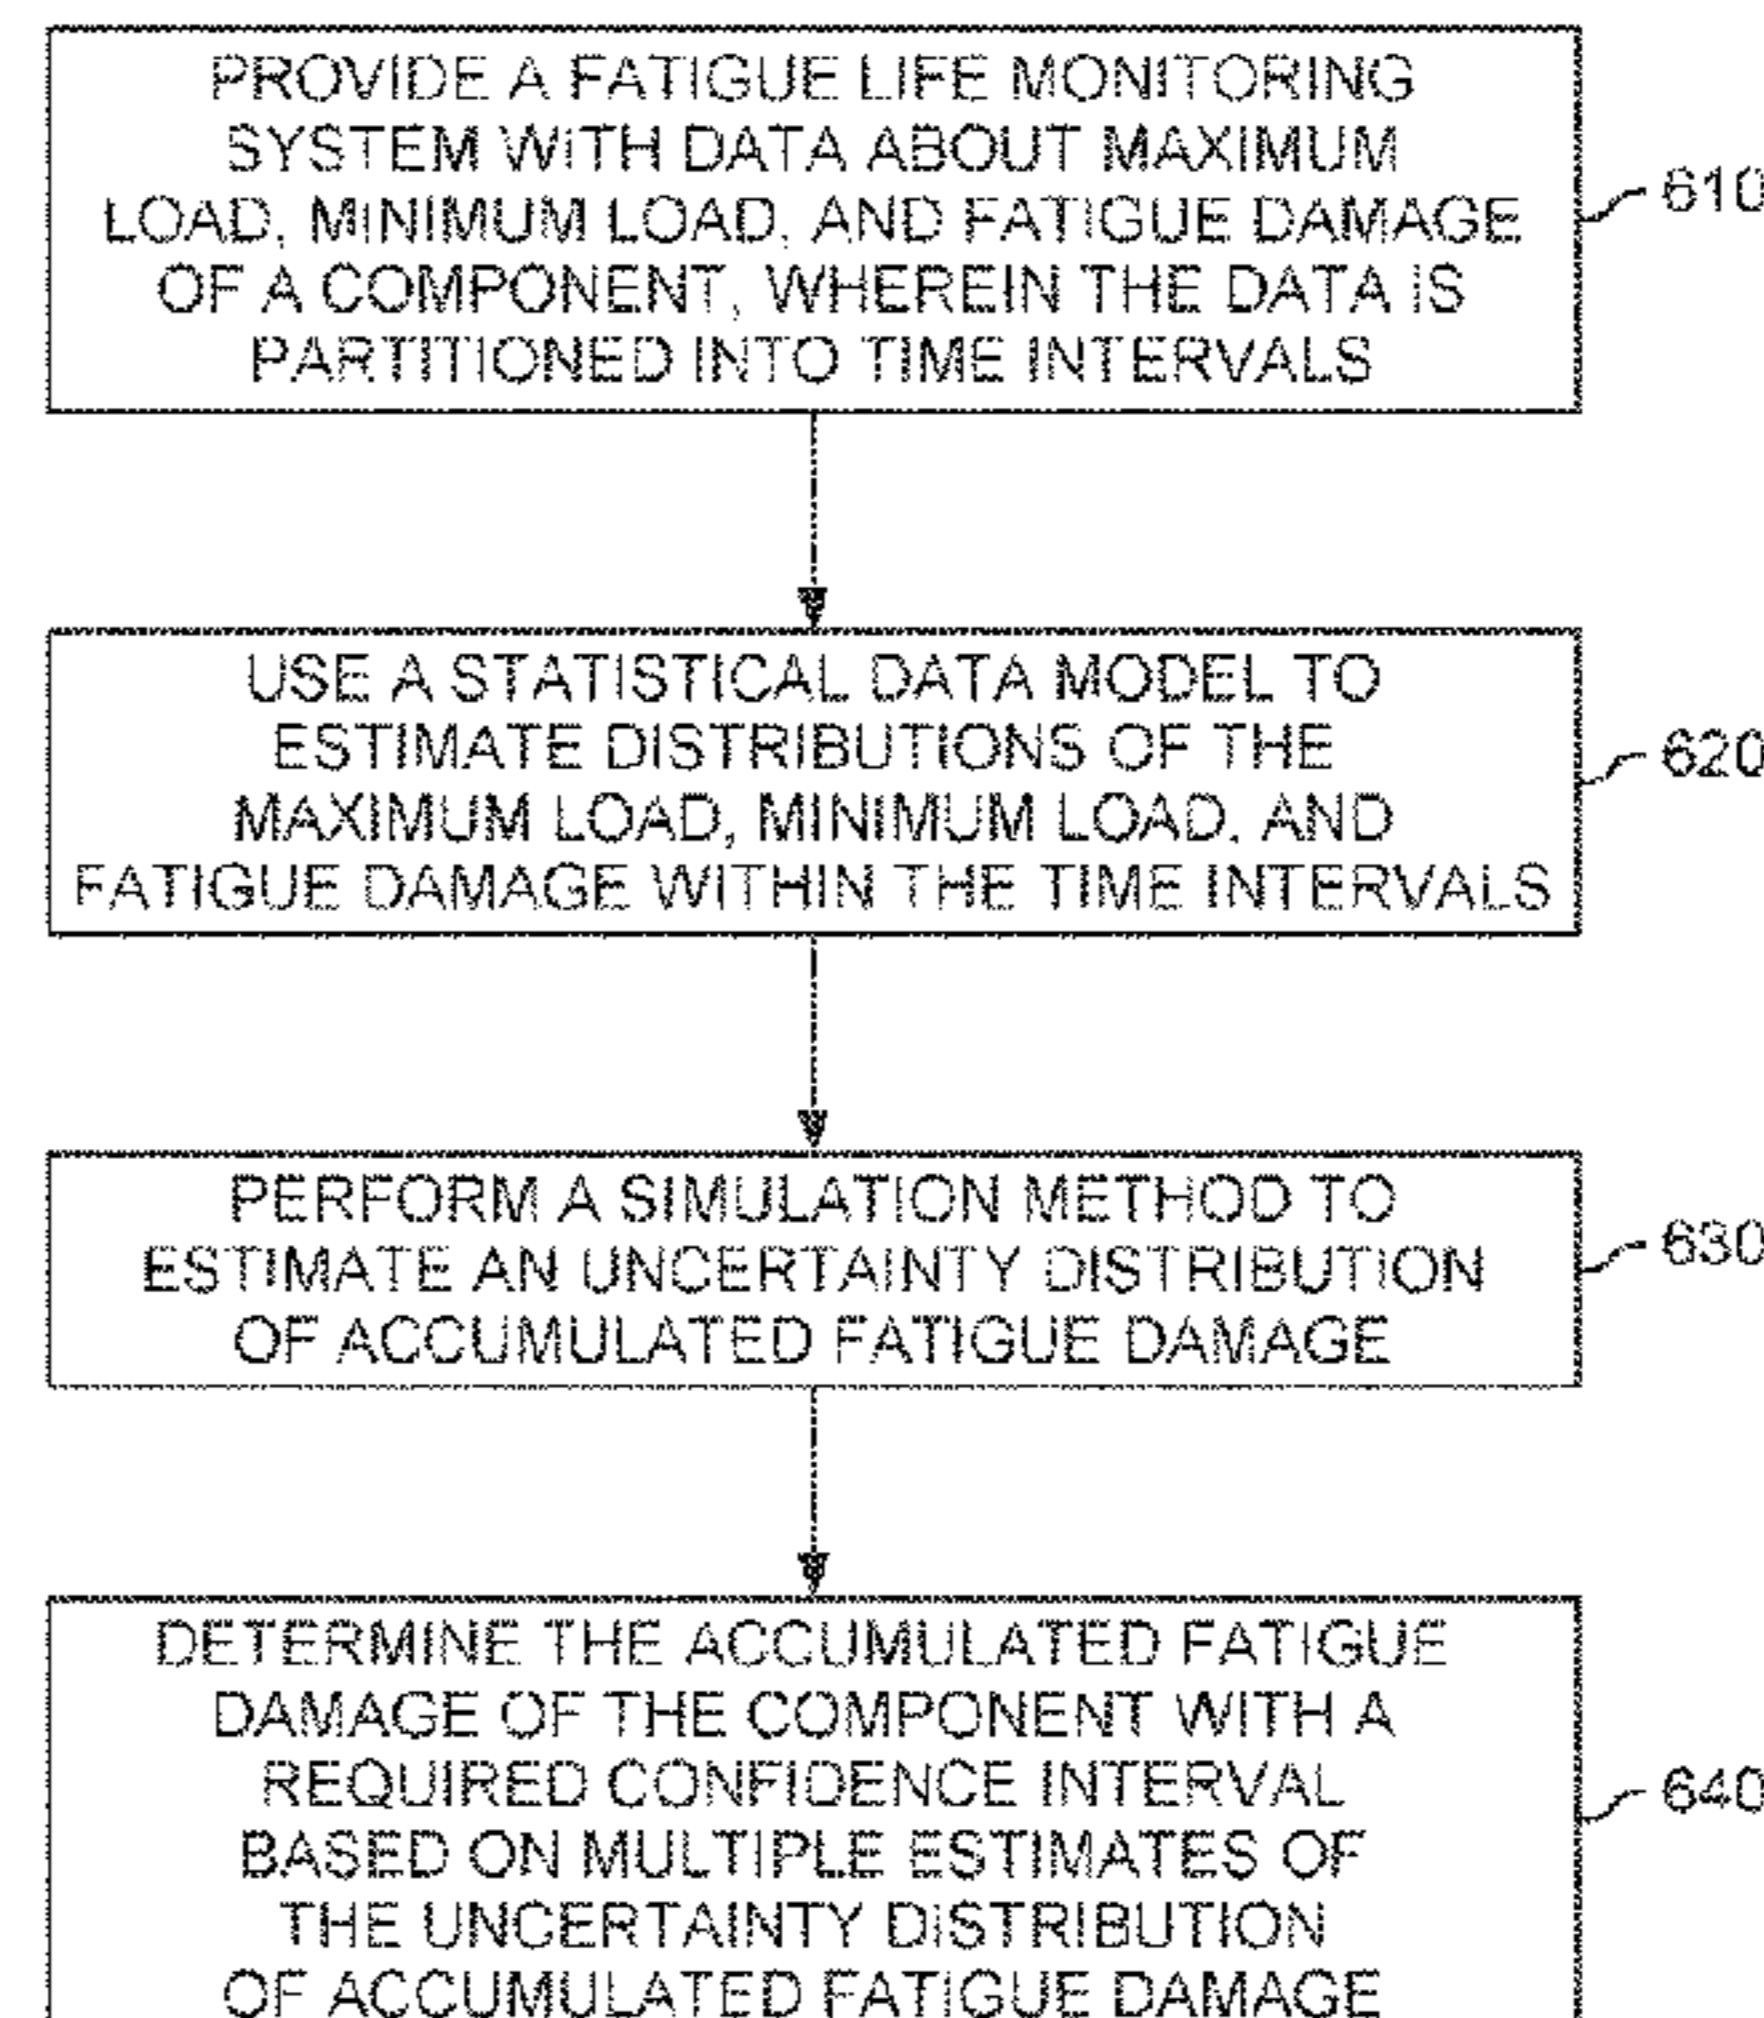 PROVIDE A FATIGUE LIFE MONITORING
SYSTEM WITH DATA ABOUT MAXIMUM
LOAD, MINIMUM LOAD, AND FATIGUE DAMAGE
OF A COMPONENT, WHEREIN THE DATA IS
PARTITIONED INTO TIME INTERVALS
610
USE A STATISTICAL DATA MODEL TO
ESTIMATE DISTRIBUTIONS OF THE
MAXIMUM LOAD, MINIMUM LOAD, AND
FATIGUE DAMAGE WITHIN THE TIME INTERVALS
620
PERFORM A SIMULATION METHOD TO
ESTIMATE AN UNCERTAINTY DISTRIBUTION
OF ACCUMULATED FATIGUE DAMAGE
630
DETERMINE THE ACCUMULATED FATIGUE
DAMAGE OF THE COMPONENT WITH A
REQUIRED CONFIDENCE INTERVAL
BASED ON MULTIPLE ESTIMATES OF
THE UNCERTAINTY DISTRIBUTION
OF ACCUMULATED FATIGUE DAMAGE
640